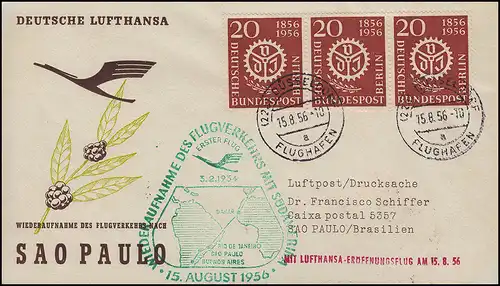 DEUTSCHE LUFTHANSA
20 1856 1956
DEUTSCHE BUNDESPOST BERLIN
20 1856 1956
DEUTSCHE BUNDESPOST BERLIN
20 1856 1956
DEUTSCHE BUNDESPOST BERLIN
15.8.56-10
a
FLUGHAFEN
15.8.56-10
a
FLUGHAFEN
WIEDERAUFNAHME DES FLUGVERKEHRS MIT SÜDAMERIKA
ERSTER FLUG
3.2.1934
DAKAR
RIO DE JANEIRO
SAO PAULO
BUENOS AIRES
· 15. AUGUST 1956 ·
WIEDERAUFNAHME DES FLUGVERKEHRS NACH
SAO PAULO
Luftpost/Drucksache
Dr. Francisco Schiffer
Caixa postal 5357
SAO PAULO/Brasilien
MIT LUFTHANSA-ERÖFFNUNGSFLUG AM 15. 8. 56